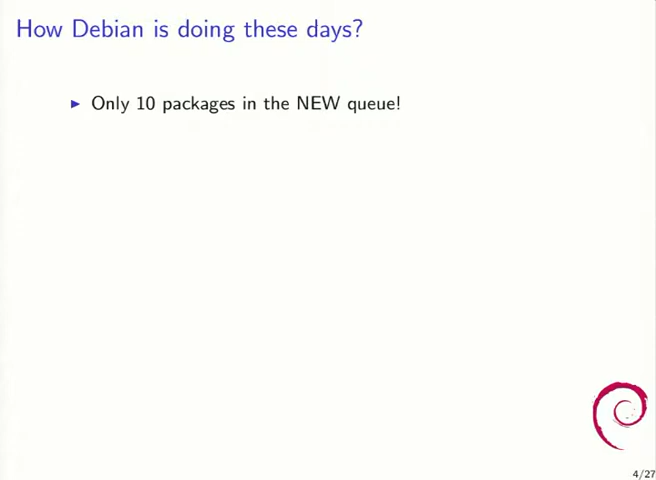 How Debian is doing these days?
▶ Only 10 packages in the NEW queue!
4/27